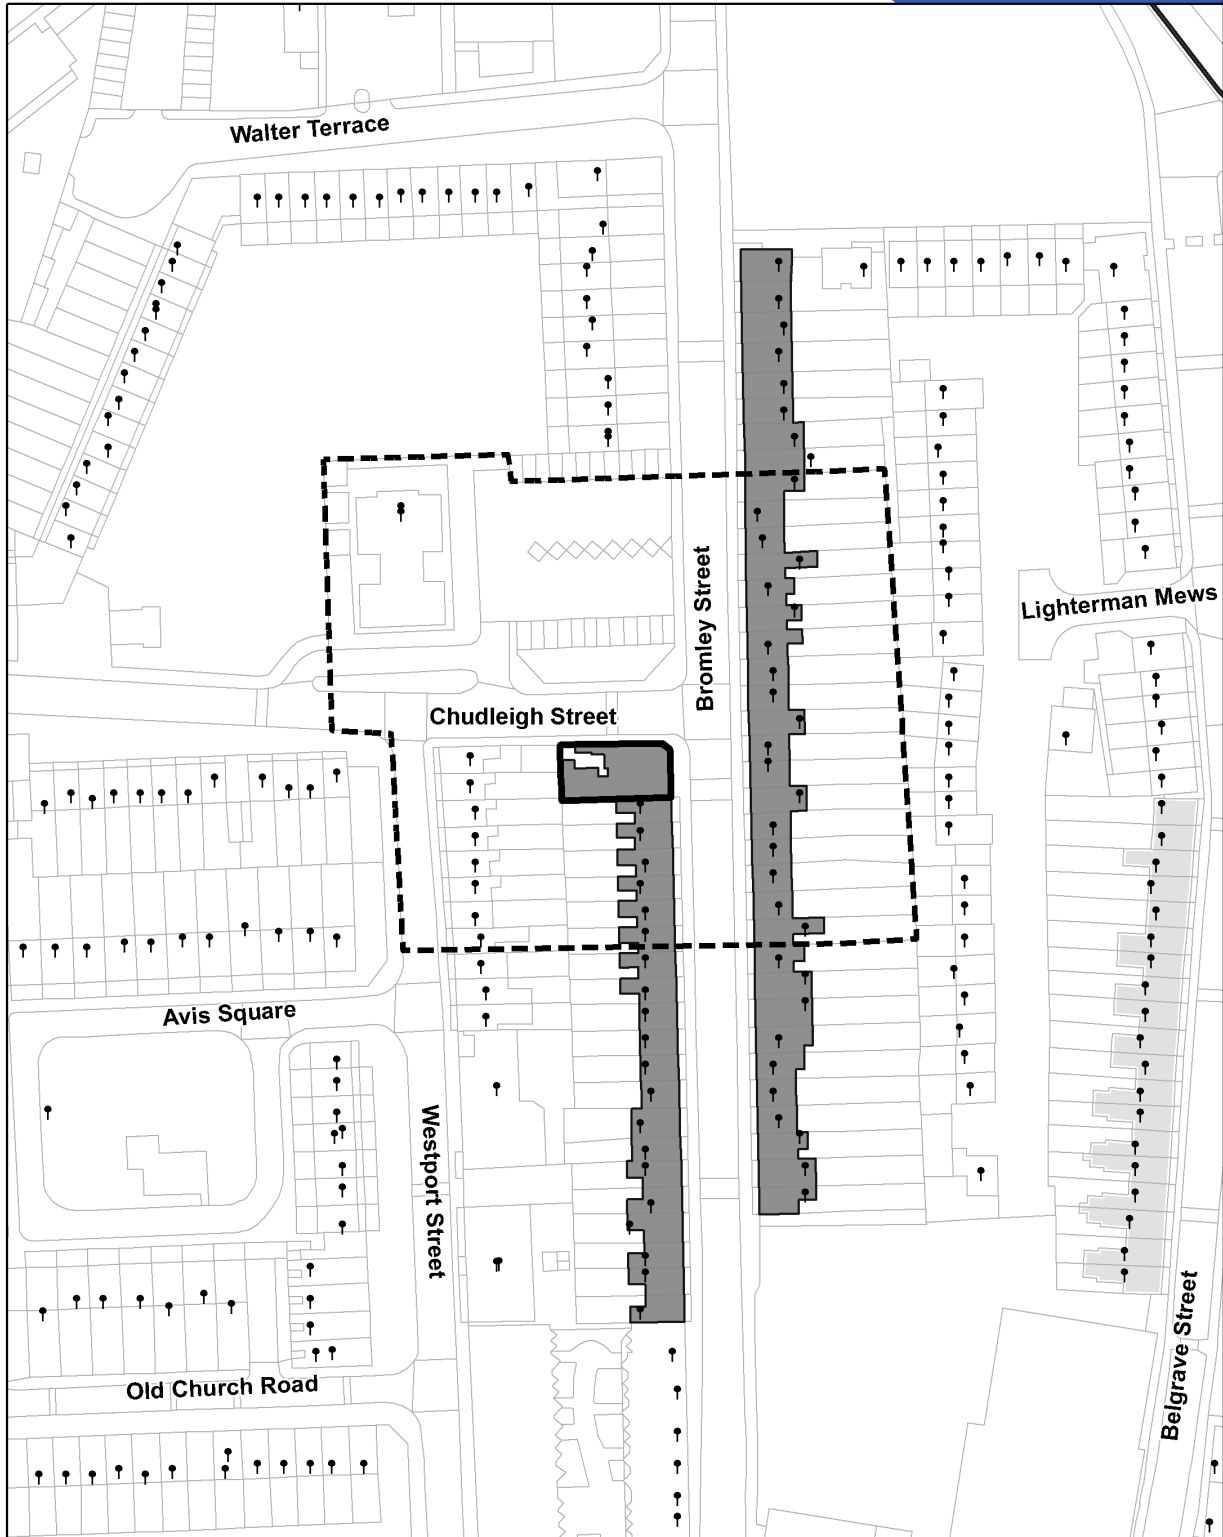 Walter Terrace
Bromley Street
Lighterman Mews
Chudleigh Street
Avis Square
Westport Street
Belgrave Street
Old Church Road